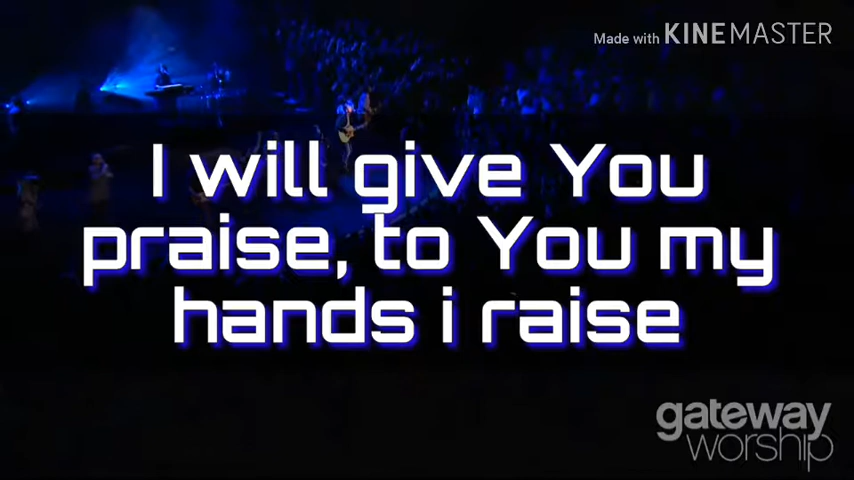 Made with KINEMASTER
I will give You
praise, to You my
hands i raise
gateway
worship